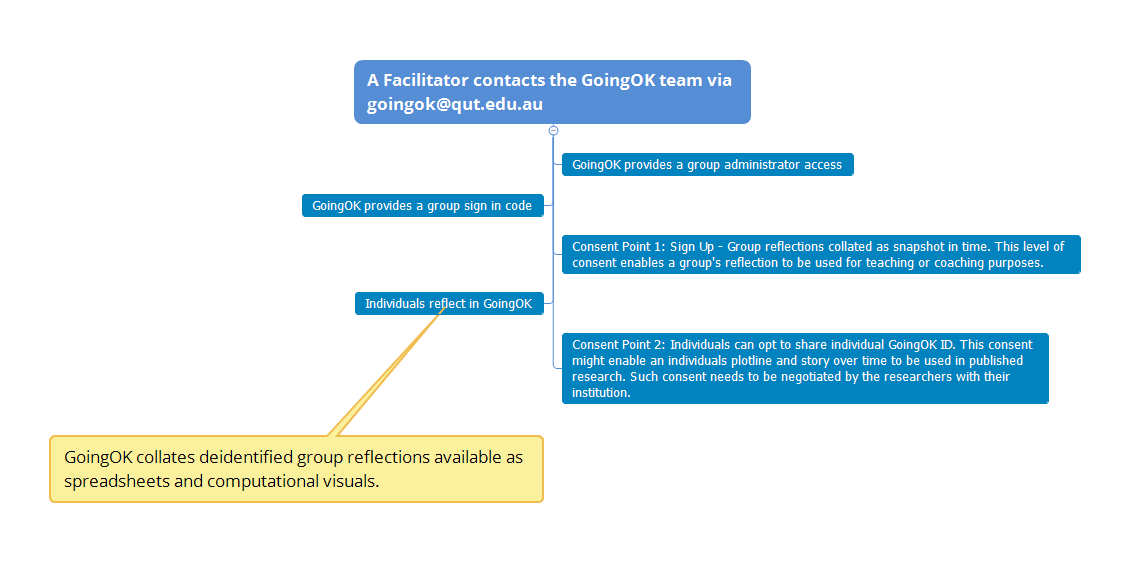 A Facilitator contacts the GoingOK team via
goingok@qut.edu.au
GoingOK provides a group administrator access
GoingOK provides a group sign in code
Consent Point 1: Sign Up - Group reflections collated as snapshot in time. This level of
consent enables a group's reflection to be used for teaching or coaching purposes.
Individuals reflect in GoingOK
Consent Point 2: Individuals can opt to share individual GoingOK ID. This consent
might enable an individuals plotline and story over time to be used in published
research. Such consent needs to be negotiated by the researchers with their
institution.
GoingOK collates deidentified group reflections available as
spreadsheets and computational visuals.